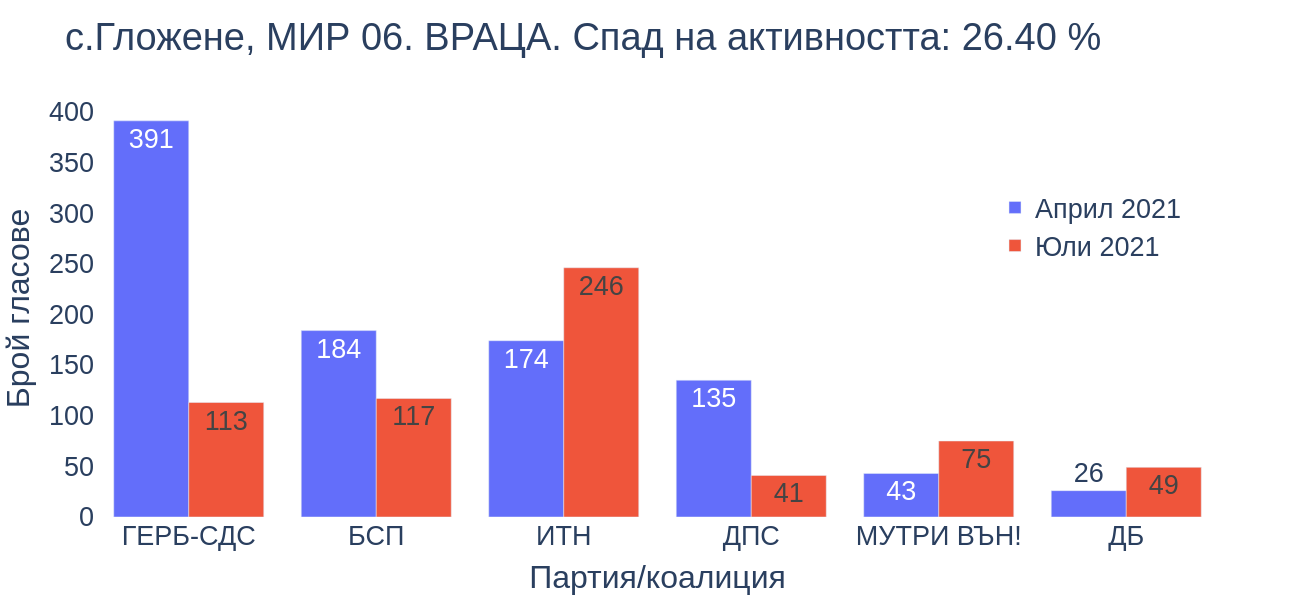 с.Гложене, МИР 06. ВРАЦА. Спад на активността: 26.40 %
Брой гласове
400
350
300
250
200
150
100
50
0
391
113
184
117
174
246
135
41
43
75
26
49
Април 2021
Юли 2021
ГЕРБ-СДС
БСП
ИТН
ДПС
МУТРИ ВЪН!
ДБ
Партия/коалиция